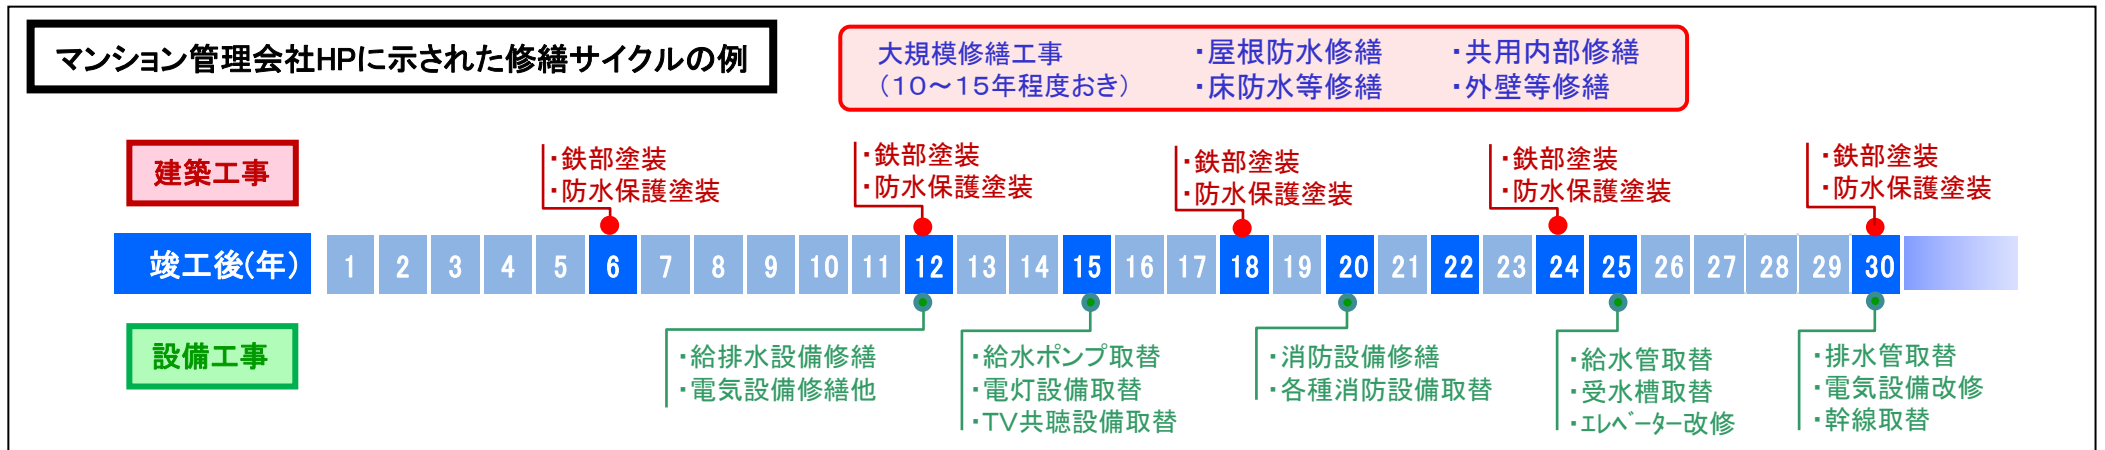 マンション管理会社HPに示された修繕サイクルの例
大規模修繕工事
(10～15年程度おき)
・屋根防水修繕
・床防水等修繕
・共用内部修繕
・外壁等修繕
建築工事
・鉄部塗装
・防水保護塗装
・鉄部塗装
・防水保護塗装
・鉄部塗装
・防水保護塗装
・鉄部塗装
・防水保護塗装
・鉄部塗装
・防水保護塗装
竣工後(年) 1 2 3 4 5 6 7 8 9 10 11 12 13 14 15 16 17 18 19 20 21 22 23 24 25 26 27 28 29 30
設備工事
・給排水設備修繕
・電気設備修繕他
・給水ポンプ取替
・電灯設備取替
・TV共聴設備取替
・消防設備修繕
・各種消防設備取替
・給水管取替
・受水槽取替
・ｴﾚﾍﾞｰﾀｰ改修
・排水管取替
・電気設備改修
・幹線取替